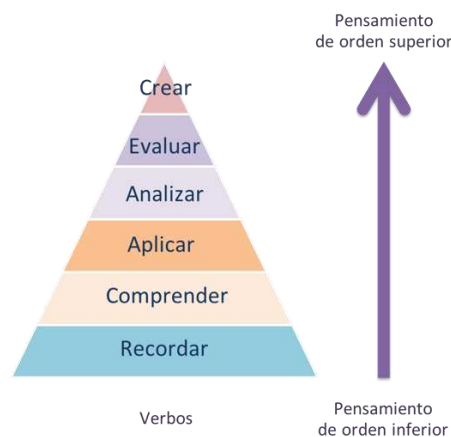 Pensamiento
de orden superior
Crear
Evaluar
Analizar
Aplicar
Comprender
Recordar
Verbos
Pensamiento
de orden inferior